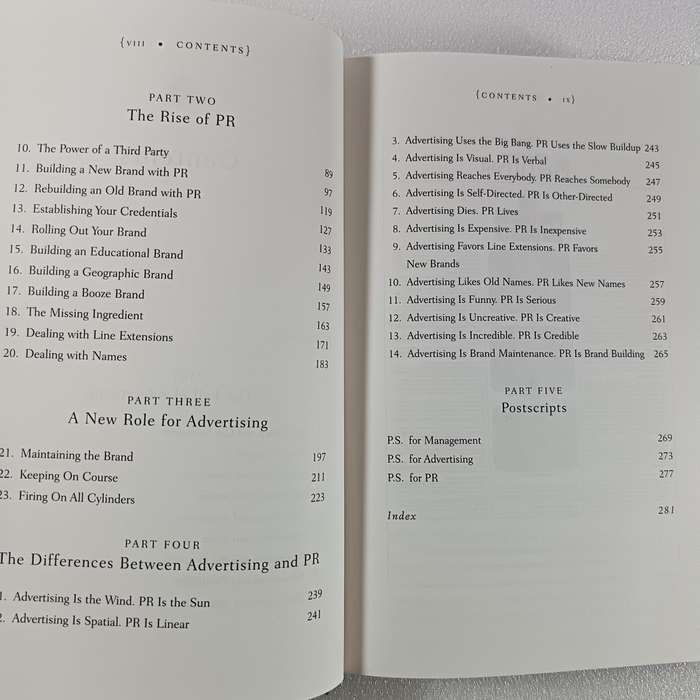 {VIII • CONTENTS}
PART TWO
The Rise of PR
10. The Power of a Third Party 89
11. Building a New Brand with PR 97
12. Rebuilding an Old Brand with PR 119
13. Establishing Your Credentials 127
14. Rolling Out Your Brand 133
15. Building an Educational Brand 143
16. Building a Geographic Brand 149
17. Building a Booze Brand 157
18. The Missing Ingredient 163
19. Dealing with Line Extensions 171
20. Dealing with Names 183
PART THREE
A New Role for Advertising
21. Maintaining the Brand 197
22. Keeping On Course 211
23. Firing On All Cylinders 223
PART FOUR
The Differences Between Advertising and PR
1. Advertising Is the Wind. PR Is the Sun 239
2. Advertising Is Spatial. PR Is Linear 241
{CONTENTS • IX}
3. Advertising Uses the Big Bang. PR Uses the Slow Buildup 243
4. Advertising Is Visual. PR Is Verbal 245
5. Advertising Reaches Everybody. PR Reaches Somebody 247
6. Advertising Is Self-Directed. PR Is Other-Directed 249
7. Advertising Dies. PR Lives 251
8. Advertising Is Expensive. PR Is Inexpensive 253
9. Advertising Favors Line Extensions. PR Favors 255
New Brands
10. Advertising Likes Old Names. PR Likes New Names 257
11. Advertising Is Funny. PR Is Serious 259
12. Advertising Is Uncreative. PR Is Creative 261
13. Advertising Is Incredible. PR Is Credible 263
14. Advertising Is Brand Maintenance. PR Is Brand Building 265
PART FIVE
Postscripts
P.S. for Management 269
P.S. for Advertising 273
P.S. for PR 277
Index 281